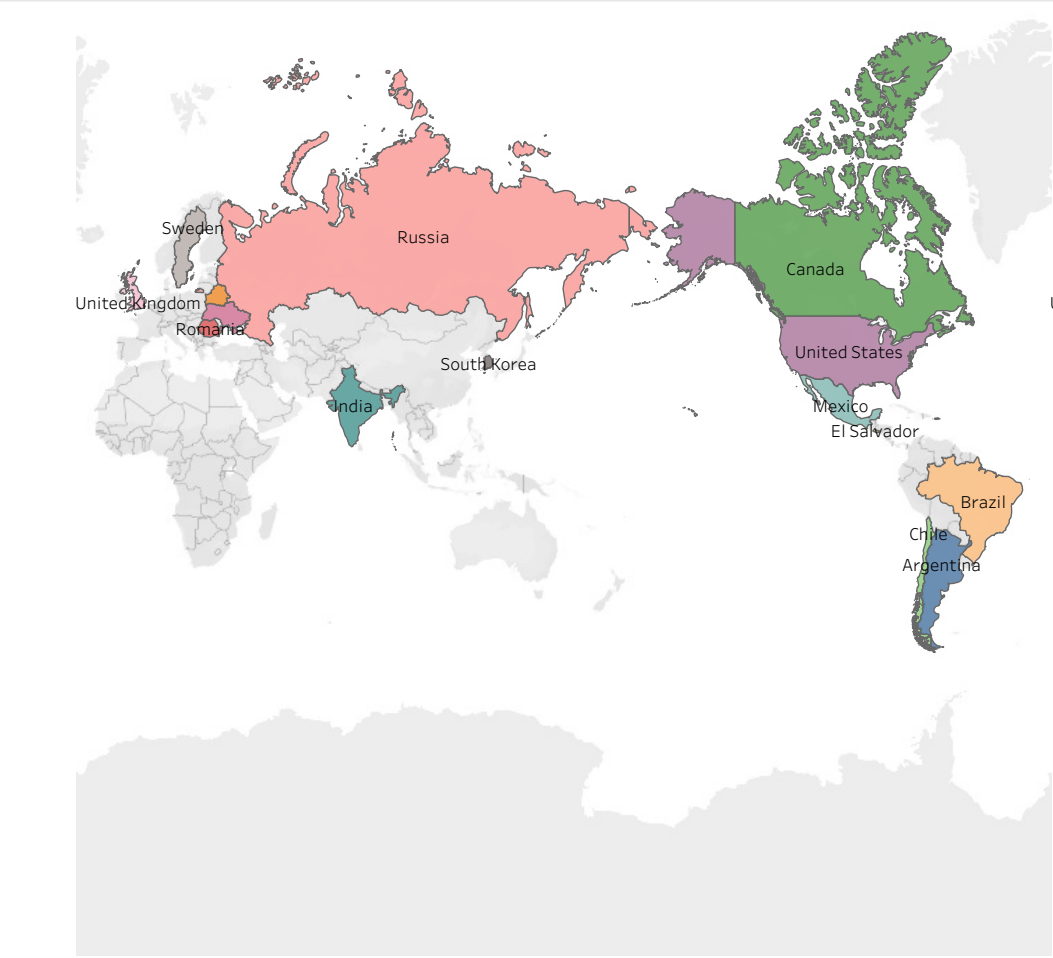 Sweden
Russia
Canada
United Kingdom
Romania
United States
South Korea
India
Mexico
El Salvador
Brazil
Chile
Argentina